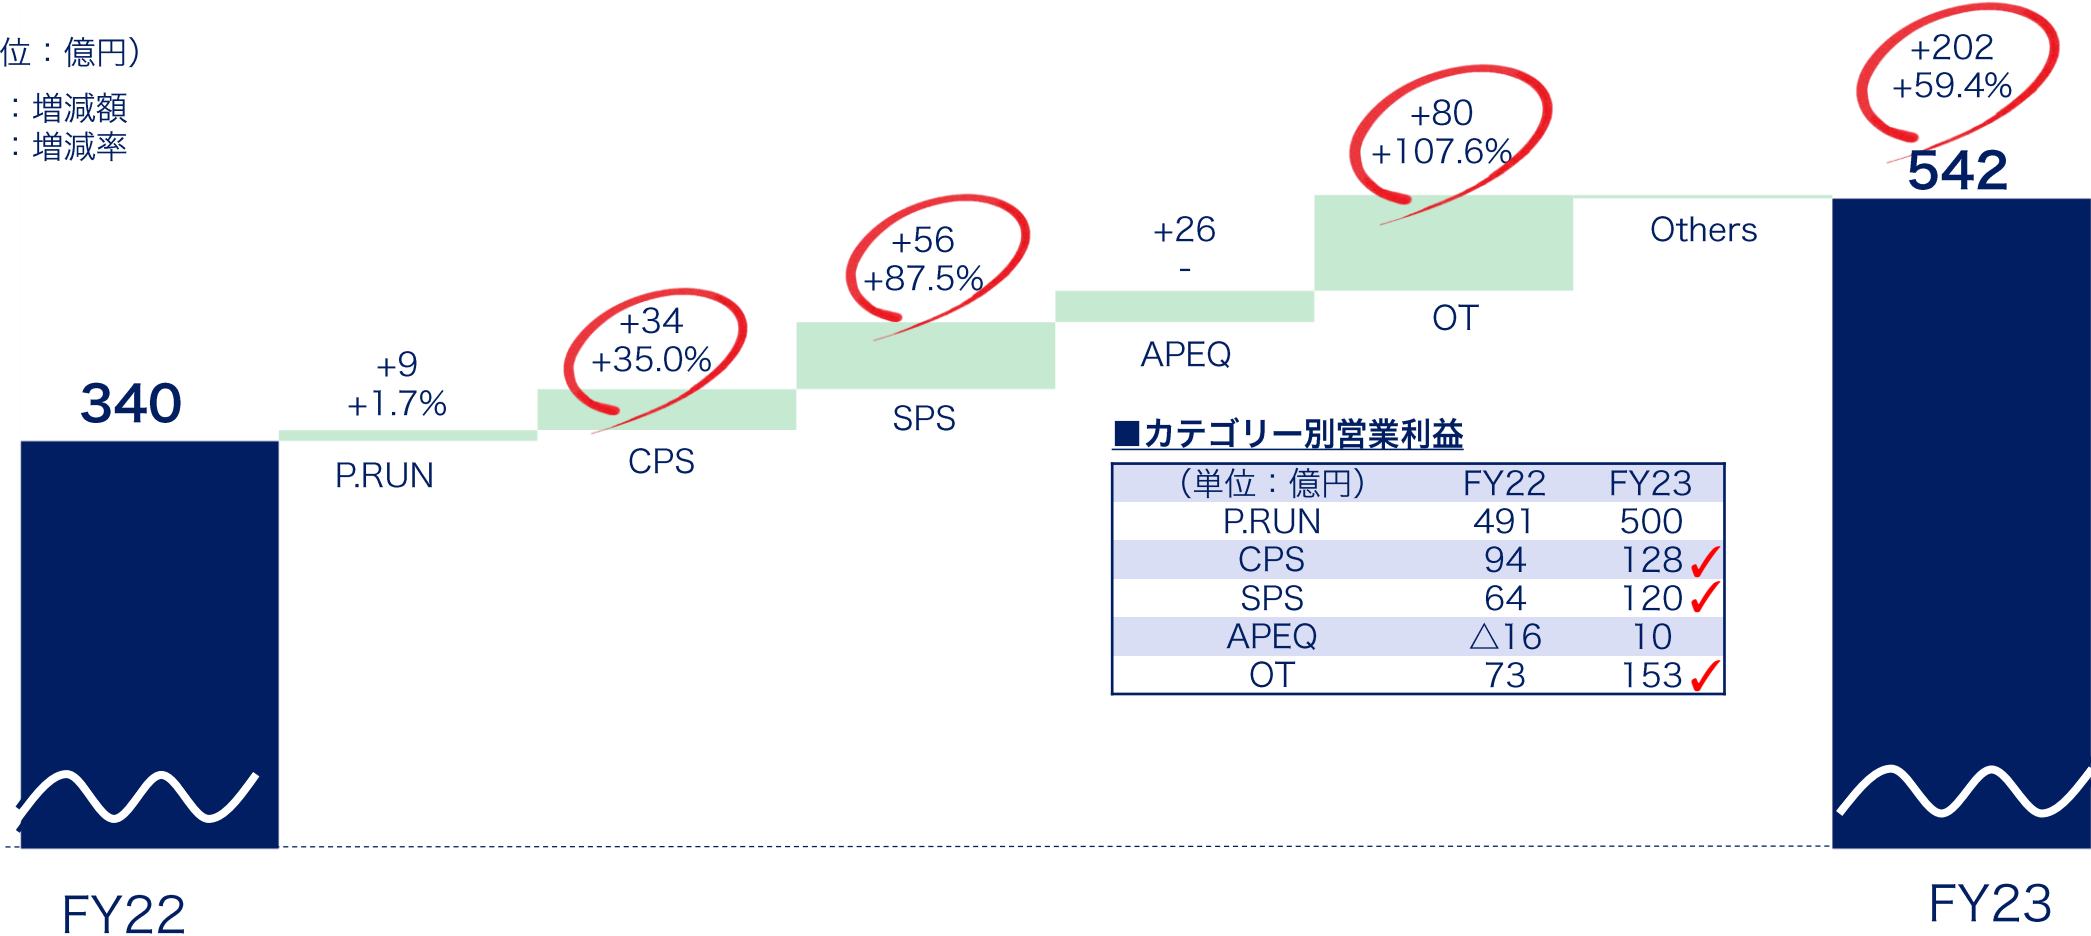 位：億円）
：増減額
：増減率
340
+9
+1.7%
P.RUN
+34
+35.0%
CPS
+56
+87.5%
SPS
+26
-
APEQ
+80
+107.6%
OT
Others
+202
+59.4%
542
■カテゴリー別営業利益
（単位：億円） FY22 FY23
P.RUN 491 500
CPS 94 128
SPS 64 120
APEQ △16 10
OT 73 153
FY22
FY23